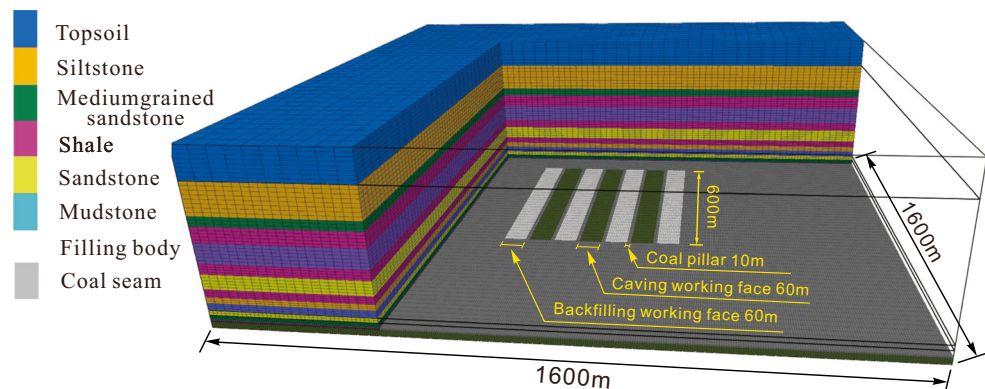 Topsoil
Siltstone
Mediumgrained
sandstone
Shale
Sandstone
Mudstone
Filling body
Coal seam
600m
1600m
Coal pillar 10m
Caving working face 60m
Backfilling working face 60m
1600m